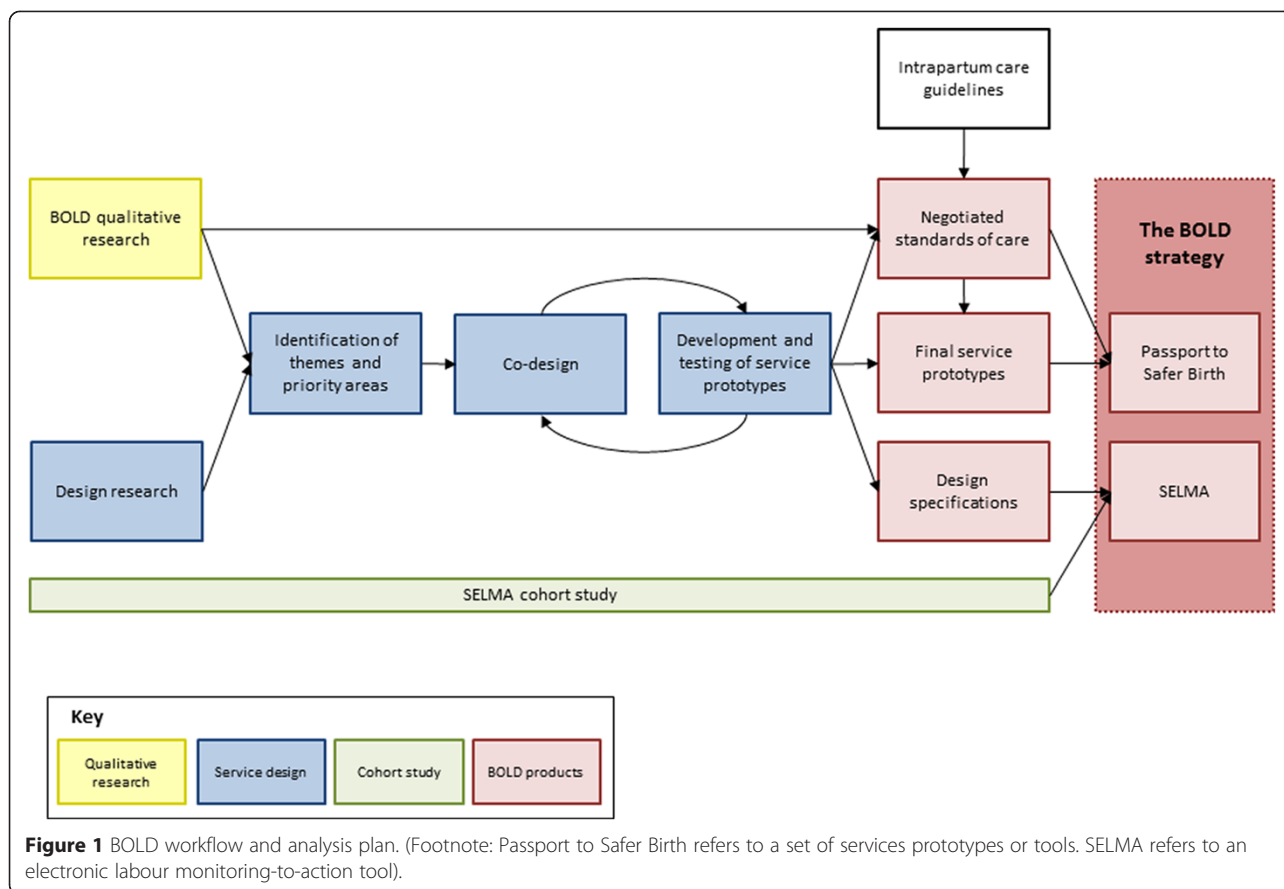 Intrapartum care
guidelines
BOLD qualitative
research
Negotiated
standards of care
The BOLD
strategy
Identification of
themes and
priority areas
Co-design
Development and
testing of service
prototypes
Final service
prototypes
Passport to
Safer Birth
Design research
Design
specifications
SELMA
SELMA cohort study
Key
Qualitative
research
Service design
Cohort study
BOLD products
Figure 1 BOLD workflow and analysis plan. (Footnote: Passport to Safer Birth refers to a set of services prototypes or tools. SELMA refers to an
electronic labour monitoring-to-action tool).